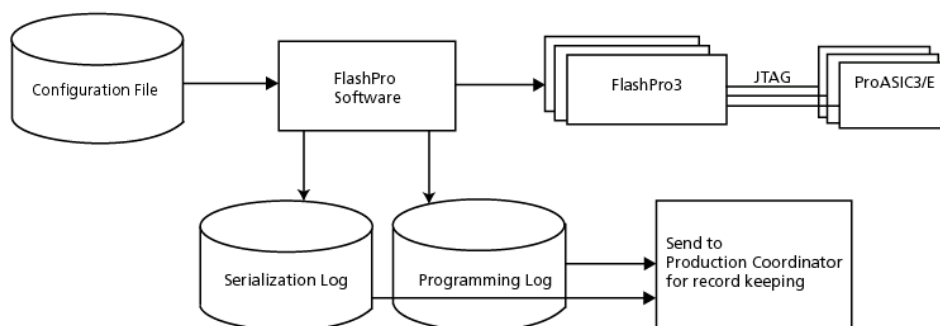 Configuration File
FlashPro
Software
FlashPro3
JTAG
ProASIC3/E
Serialization Log
Programming Log
Send to
Production Coordinator
for record keeping